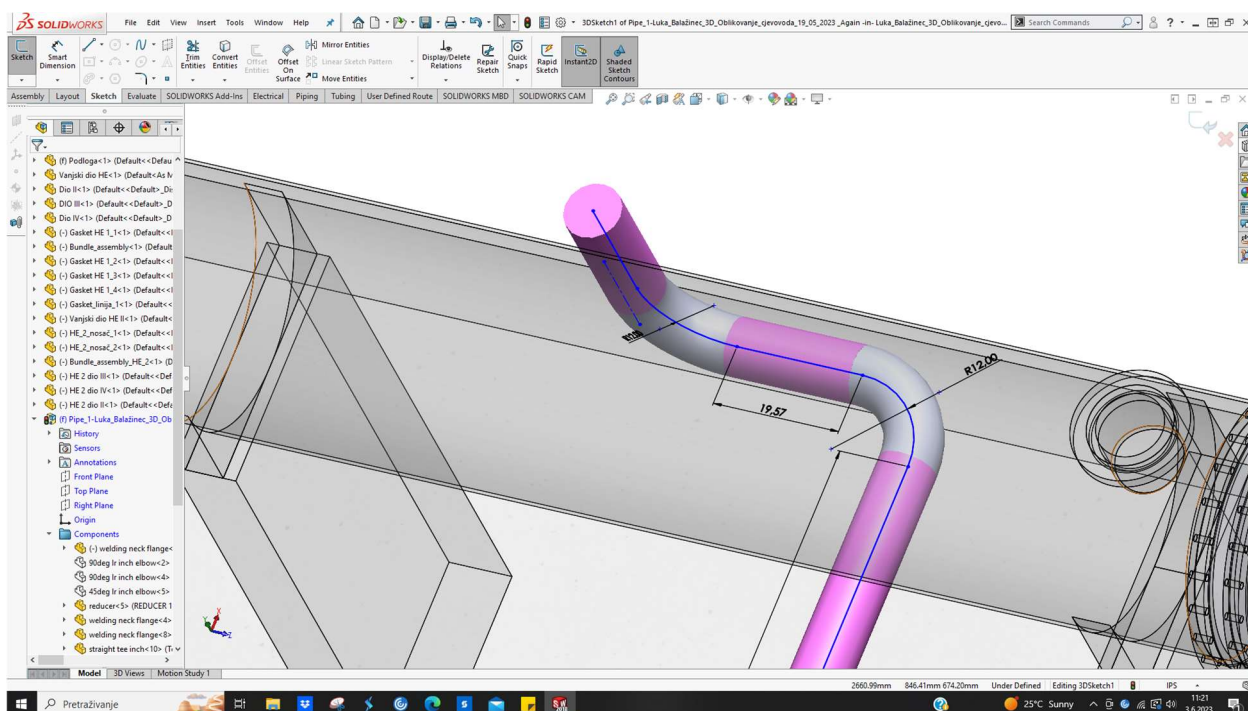 SOLIDWORKS File Edit View Insert Tools Window Help 3DSketch1 of Pipe_1-Luka_Balažinec_3D_Oblikovanje_cjevovoda_19_05_2023 _Again -in- Luka_Balažinec_3D_Oblikovanje_cjevo... Search Commands
Sketch
Smart Dimension
Trim Entities
Convert Entities
Offset Entities
Offset On Surface
Mirror Entities
Linear Sketch Pattern
Move Entities
Display/Delete Relations
Repair Sketch
Quick Snaps
Rapid Sketch
Instant2D
Shaded Sketch Contours
Assembly Layout Sketch Evaluate SOLIDWORKS Add-Ins Electrical Piping Tubing User Defined Route SOLIDWORKS MBD SOLIDWORKS CAM
(f) Podloga<1> (Default<<Defau
Vanjski dio HE<1> (Default<As M
Dio II<1> (Default<<Default>_Di
DIO III<1> (Default<<Default>_D
Dio IV<1> (Default<<Default>_D
(-) Gasket HE 1_1<1> (Default<<
(-) Bundle_assembly<1> (Default
(-) Gasket HE 1_2<1> (Default<<
(-) Gasket HE 1_3<1> (Default<<
(-) Gasket HE 1_4<1> (Default<<
(-) Gasket_linija_1<1> (Default<<
(-) Vanjski dio HE II<1> (Default<
(-) HE_2_nosač_1<1> (Default<<
(-) HE_2_nosač_2<1> (Default<<
(-) Bundle_assembly_HE_2<1> (D
(-) HE 2 dio III<1> (Default<<Def
(-) HE 2 dio IV<1> (Default<<Def
(-) HE 2 dio II<1> (Default<<Defa
(f) Pipe_1-Luka_Balažinec_3D_Ob
History
Sensors
Annotations
Front Plane
Top Plane
Right Plane
Origin
Components
(-) welding neck flange<
90deg lr inch elbow<2>
90deg lr inch elbow<4>
45deg lr inch elbow<5>
reducer<5> (REDUCER 1
welding neck flange<4>
welding neck flange<8>
straight tee inch<10> (T
R12.00
19,57
X
Y
Z
Model 3D Views Motion Study 1
2660.99mm 846.41mm 674.20mm Under Defined Editing 3DSketch1 IPS
Pretraživanje
25°C Sunny
11:21
3.6.2023.